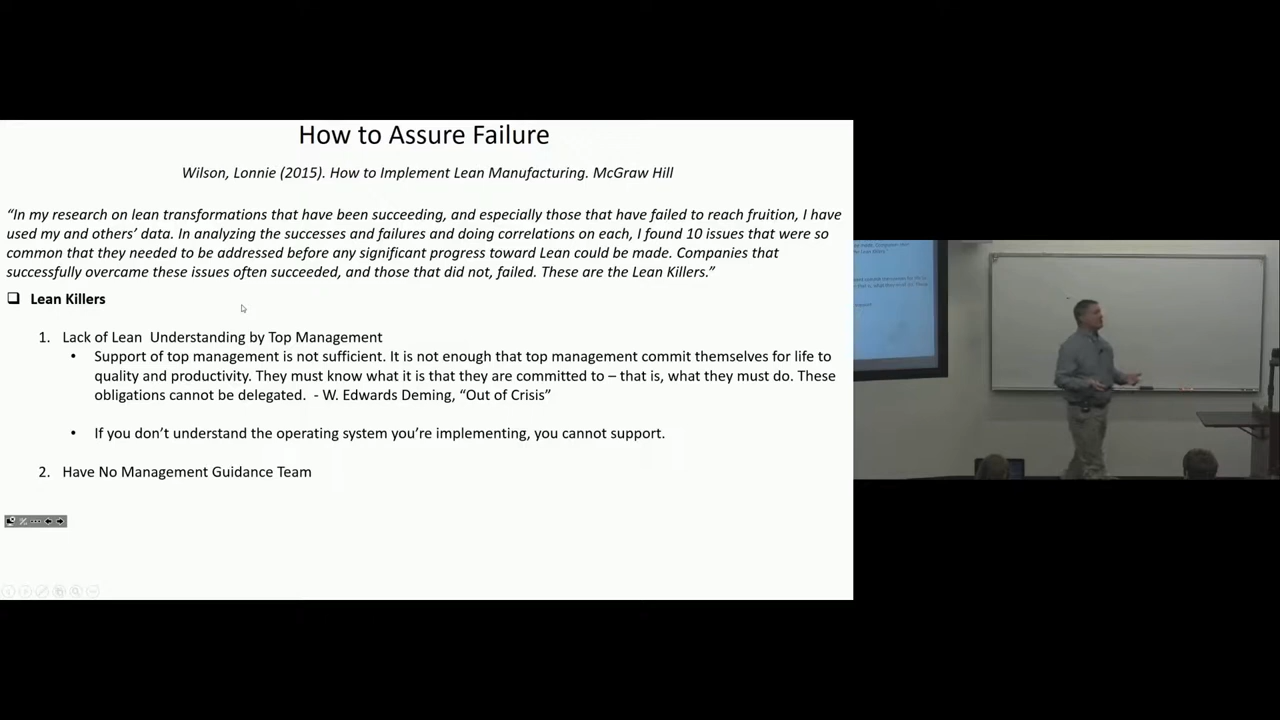 How to Assure Failure
Wilson, Lonnie (2015). How to Implement Lean Manufacturing. McGraw Hill
“In my research on lean transformations that have been succeeding, and especially those that have failed to reach fruition, I have
used my and others’ data. In analyzing the successes and failures and doing correlations on each, I found 10 issues that were so
common that they needed to be addressed before any significant progress toward Lean could be made. Companies that
successfully overcame these issues often succeeded, and those that did not, failed. These are the Lean Killers.”
❑ Lean Killers
1. Lack of Lean  Understanding by Top Management
• Support of top management is not sufficient. It is not enough that top management commit themselves for life to
quality and productivity. They must know what it is that they are committed to – that is, what they must do. These
obligations cannot be delegated.  - W. Edwards Deming, “Out of Crisis”
• If you don’t understand the operating system you’re implementing, you cannot support.
2. Have No Management Guidance Team